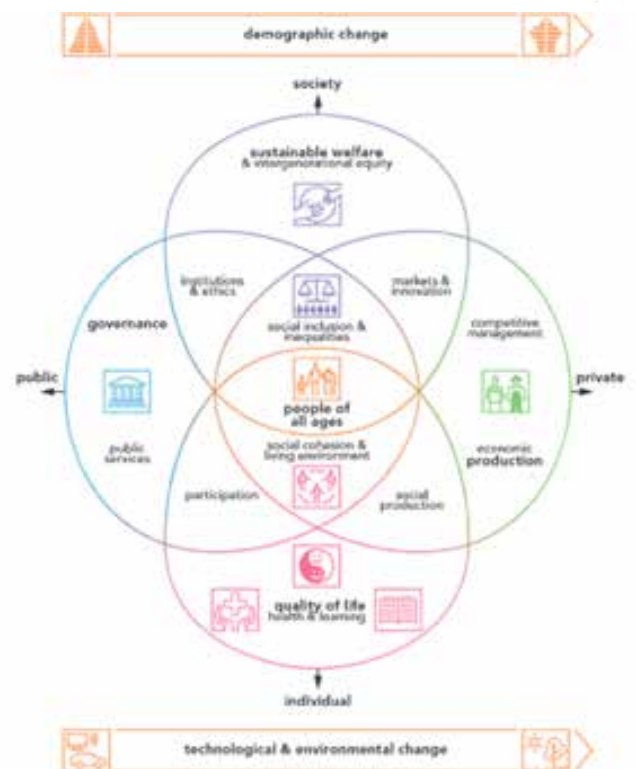 demographic change
society
sustainable welfare
& intergenerational equity
institutions
& ethics
markets &
innovation
governance
social inclusion &
inequalities
competitive
management
public
private
people of
all ages
public
services
social cohesion &
living environment
economic
production
participation
social
production
quality of life
health & learning
individual
technological & environmental change